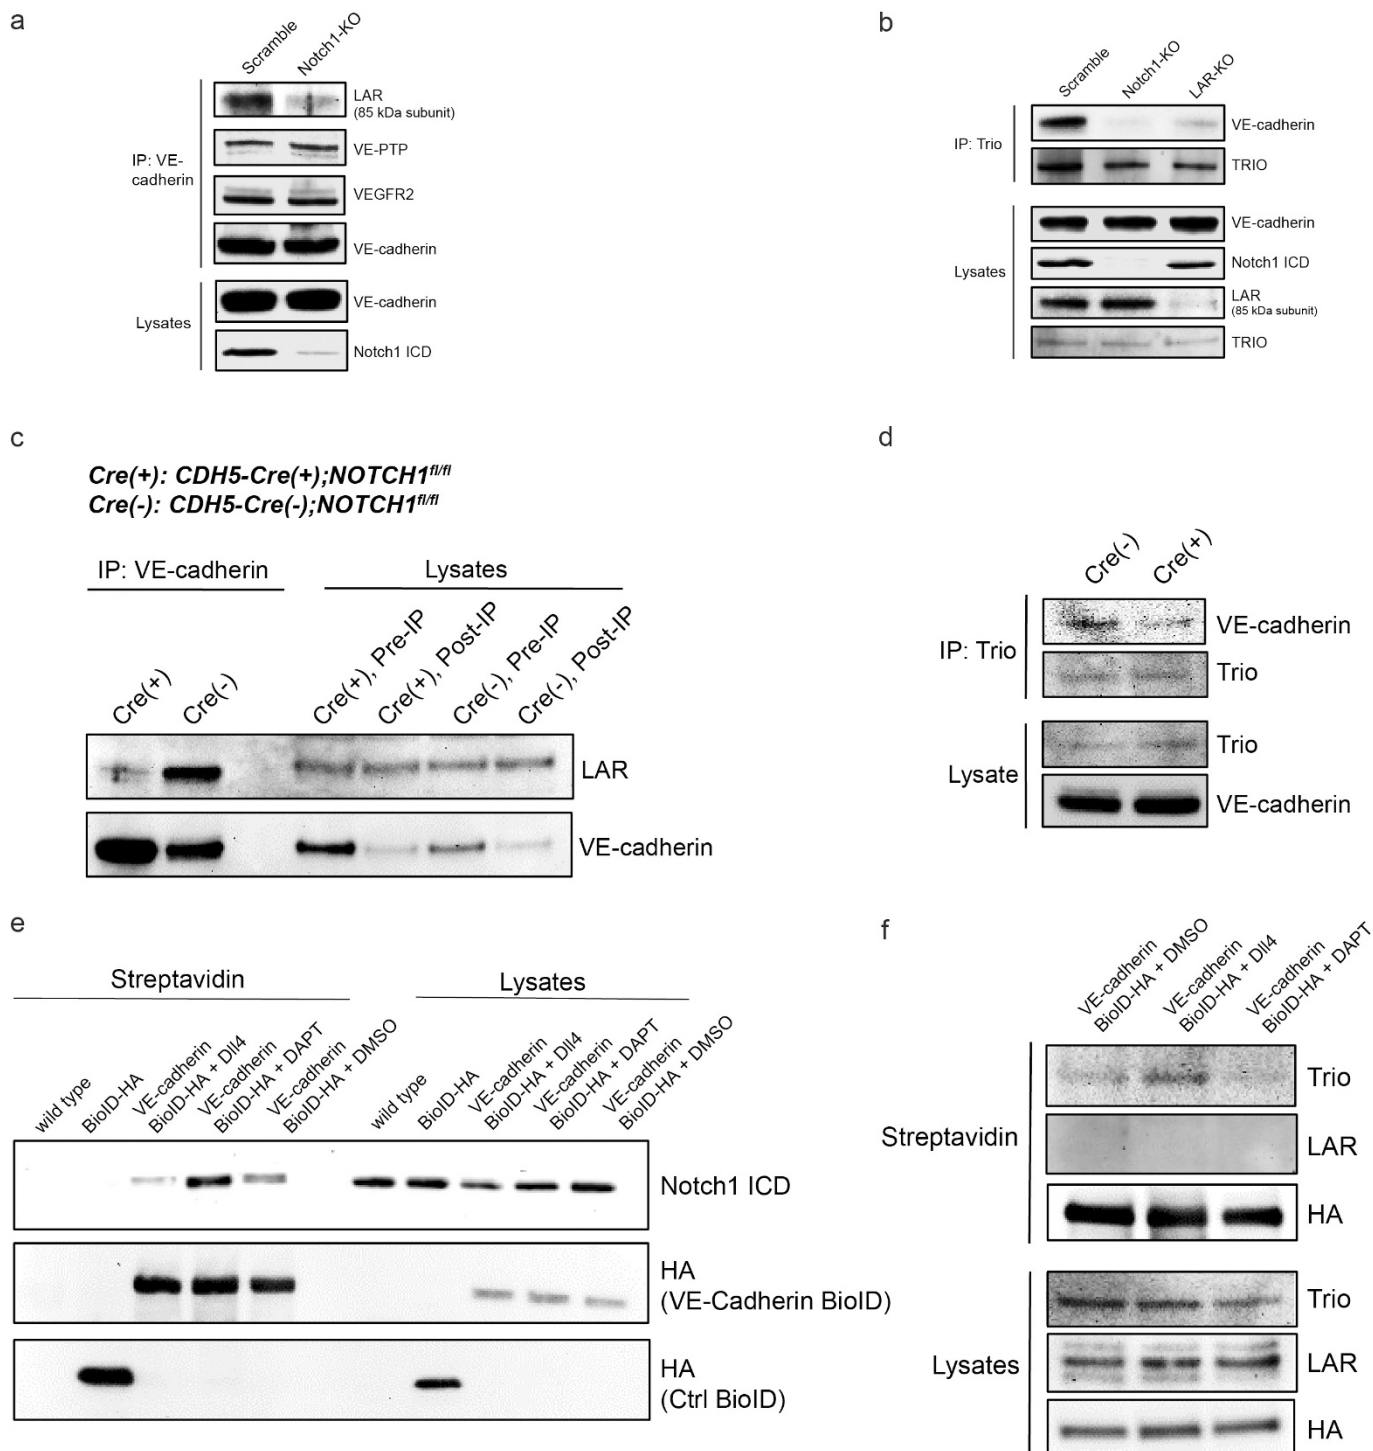 a
Scramble
Notch1-KO
IP: VE-
cadherin
LAR
(85 kDa subunit)
VE-PTP
VEGFR2
VE-cadherin
Lysates
VE-cadherin
Notch1 ICD
b
Scramble
Notch1-KO
LAR-KO
IP: Trio
VE-cadherin
TRIO
Lysates
VE-cadherin
Notch1 ICD
LAR
(85 kDa subunit)
TRIO
c
Cre(+): CDH5-Cre(+);NOTCH1fl/fl
Cre(-): CDH5-Cre(-);NOTCH1fl/fl
IP: VE-cadherin
Lysates
Cre(+)
Cre(-)
Cre(+), Pre-IP
Cre(+), Post-IP
Cre(-), Pre-IP
Cre(-), Post-IP
LAR
VE-cadherin
d
Cre(-)
Cre(+)
IP: Trio
VE-cadherin
Trio
Lysate
Trio
VE-cadherin
e
Streptavidin
Lysates
wild type
BioID-HA
VE-cadherin
BioID-HA + Dll4
VE-cadherin
BioID-HA + DAPT
VE-cadherin
BioID-HA + DMSO
wild type
BioID-HA
VE-cadherin
BioID-HA + Dll4
VE-cadherin
BioID-HA + DAPT
VE-cadherin
BioID-HA + DMSO
Notch1 ICD
HA
(VE-Cadherin BioID)
HA
(Ctrl BioID)
f
VE-cadherin
BioID-HA + DMSO
VE-cadherin
BioID-HA + Dll4
VE-cadherin
BioID-HA + DAPT
Streptavidin
Trio
LAR
HA
Lysates
Trio
LAR
HA